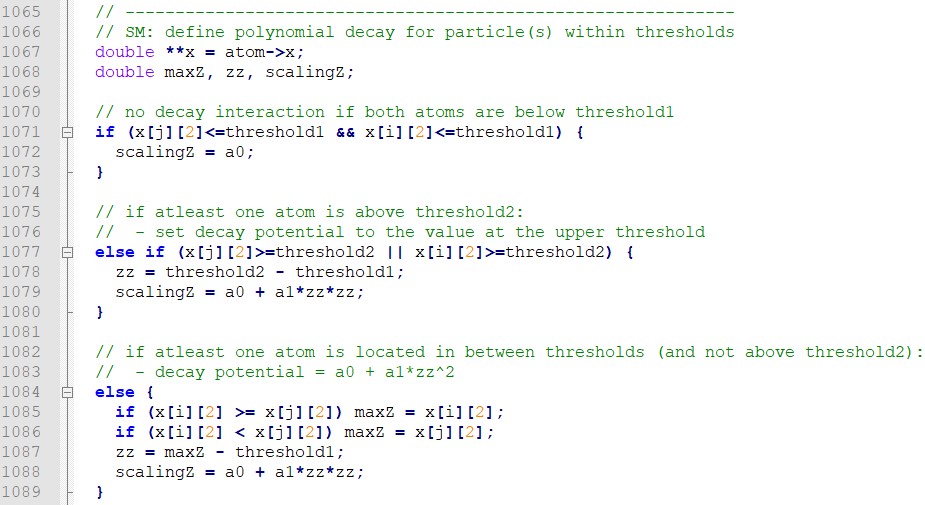 1065 // -------------------------------------------------------------
1066 // SM: define polynomial decay for particle(s) within thresholds
1067 double **x = atom->x;
1068 double maxZ, zz, scalingZ;
1069
1070 // no decay interaction if both atoms are below threshold1
1071 if (x[j][2]<=threshold1 && x[i][2]<=threshold1) {
1072 scalingZ = a0;
1073 }
1074
1075 // if atleast one atom is above threshold2:
1076 // - set decay potential to the value at the upper threshold
1077 else if (x[j][2]>=threshold2 || x[i][2]>=threshold2) {
1078 zz = threshold2 - threshold1;
1079 scalingZ = a0 + a1*zz*zz;
1080 }
1081
1082 // if atleast one atom is located in between thresholds (and not above threshold2):
1083 // - decay potential = a0 + a1*zz^2
1084 else {
1085 if (x[i][2] >= x[j][2]) maxZ = x[i][2];
1086 if (x[i][2] < x[j][2]) maxZ = x[j][2];
1087 zz = maxZ - threshold1;
1088 scalingZ = a0 + a1*zz*zz;
1089 }